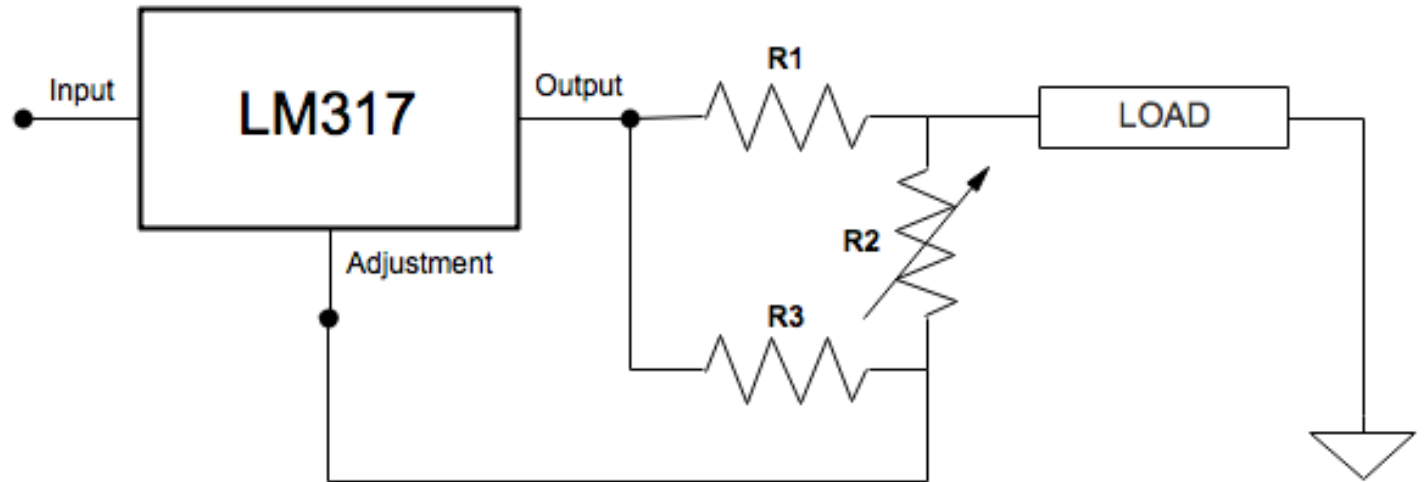 R1
Input
LM317
Output
LOAD
R2
Adjustment
R3